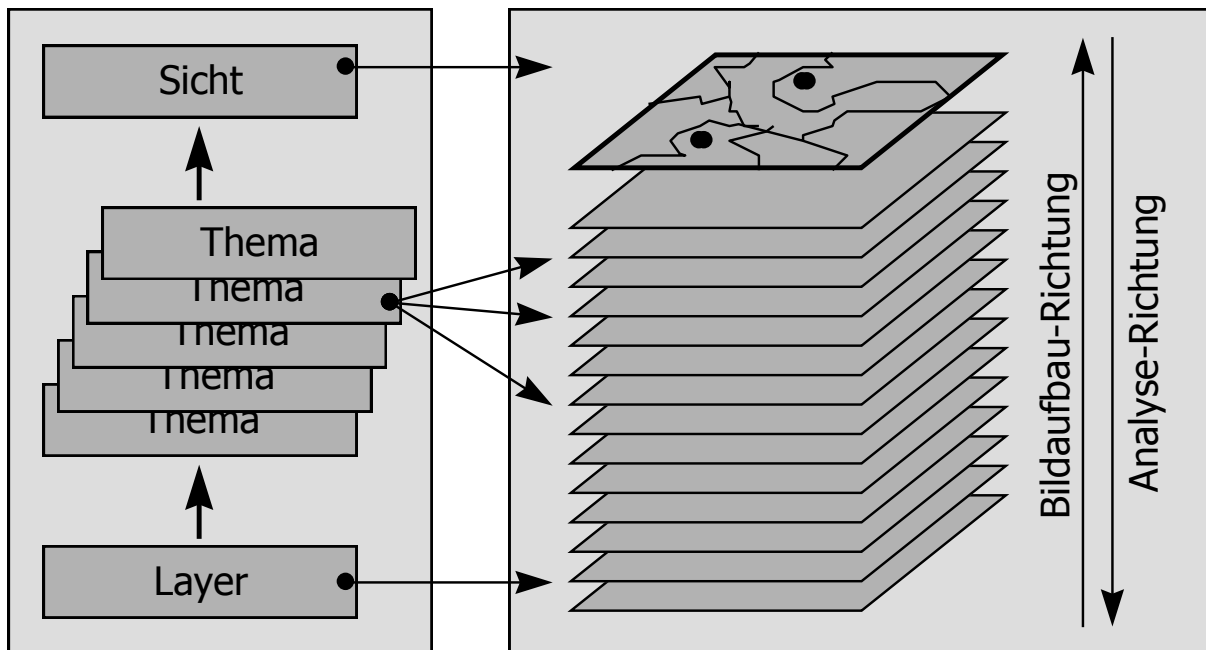 Sicht
Thema
Thema
Thema
Thema
Thema
Layer
Bildaufbau-Richtung
Analyse-Richtung